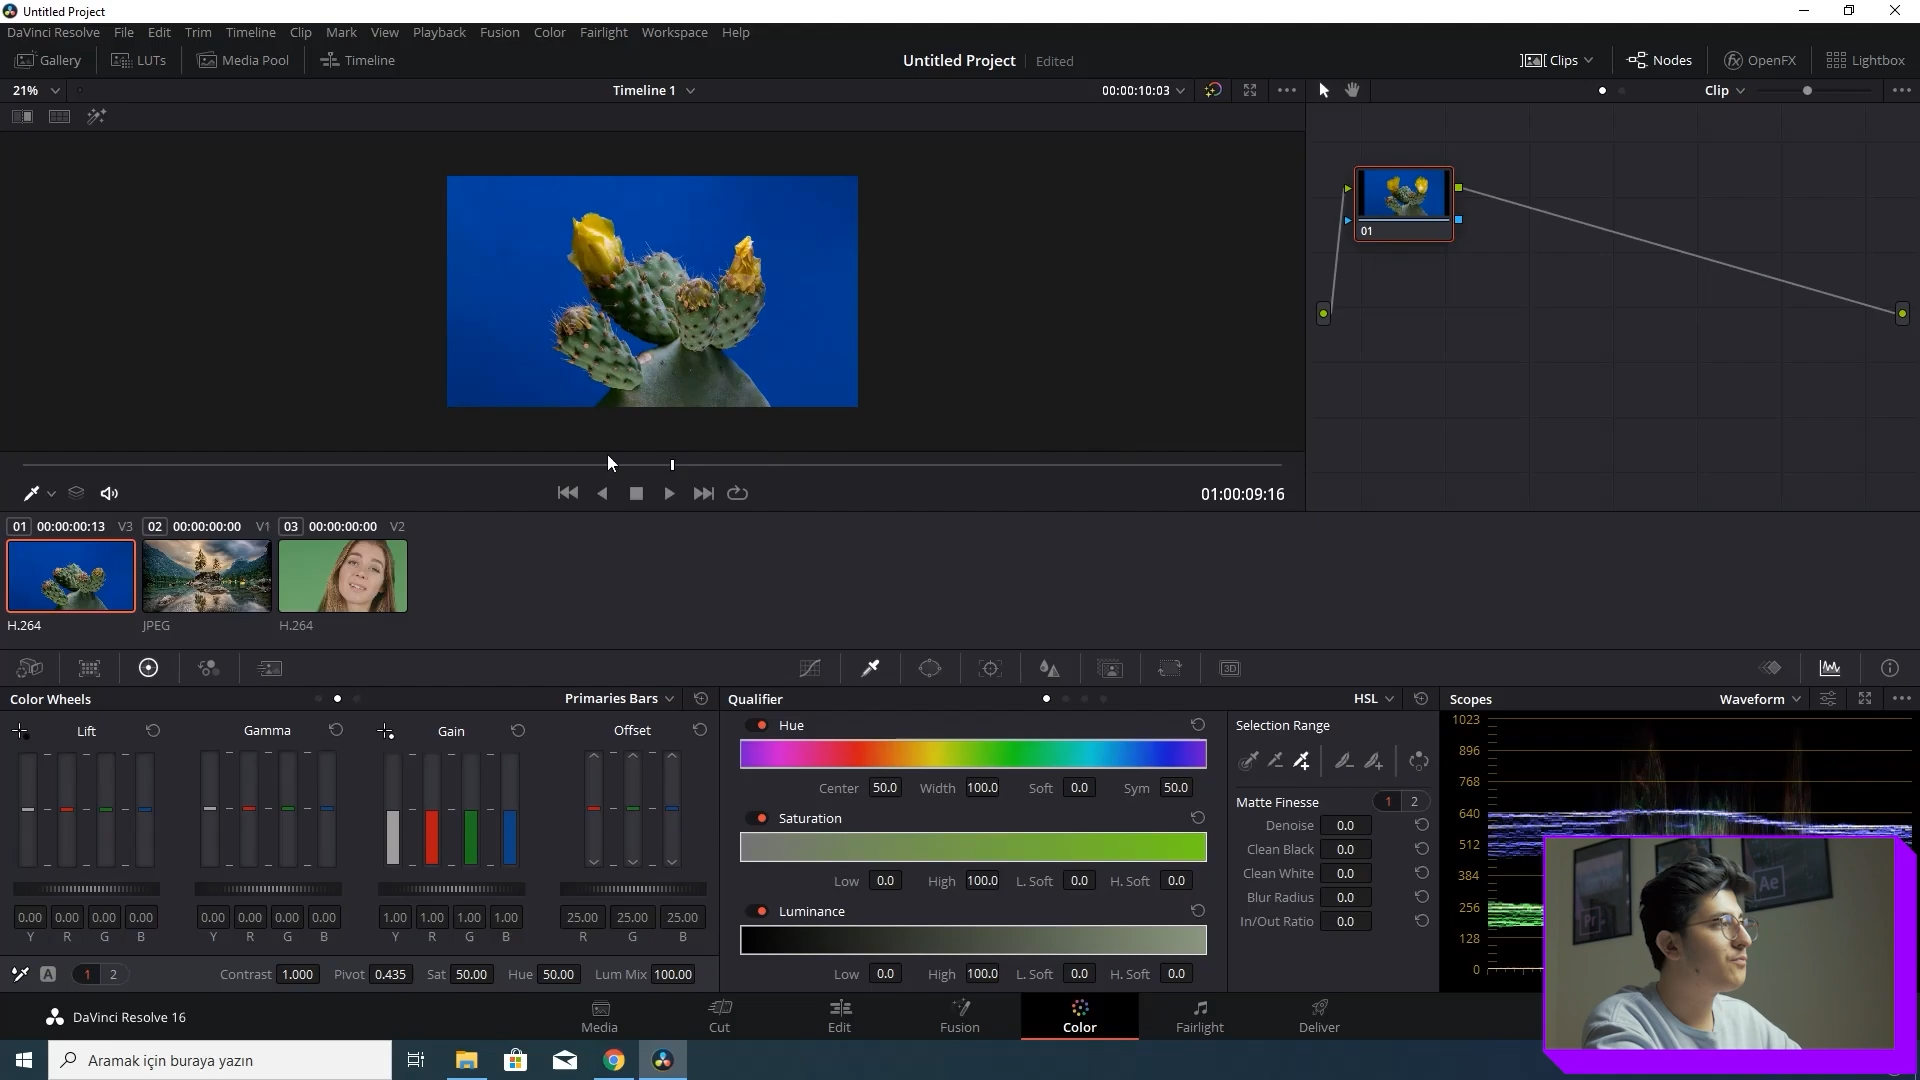 Untitled Project
DaVinci Resolve File Edit Trim Timeline Clip Mark View Playback Fusion Color Fairlight Workspace Help
Gallery LUTs Media Pool Timeline Untitled Project Edited Clips Nodes OpenFX Lightbox
21% Timeline 1 00:00:10:03 Clip
01
01:00:09:16
01 00:00:00:13 V3 02 00:00:00:00 V1 03 00:00:00:00 V2
H.264 JPEG H.264
3D
Color Wheels Primaries Bars Qualifier HSL Scopes Waveform
Lift Gamma Gain Offset Hue Selection Range 1023
896
Center 50.0 Width 100.0 Soft 0.0 Sym 50.0 768
Matte Finesse 1 2
Saturation Denoise 0.0 640
Clean Black 0.0 512
Low 0.0 High 100.0 L. Soft 0.0 H. Soft 0.0 Clean White 0.0 384
Blur Radius 0.0
Luminance In/Out Ratio 0.0 256
0.00 0.00 0.00 0.00 0.00 0.00 0.00 0.00 1.00 1.00 1.00 1.00 25.00 25.00 25.00
Y R G B Y R G B Y R G B R G B 128
A 1 2 Contrast 1.000 Pivot 0.435 Sat 50.00 Hue 50.00 Lum Mix 100.00 Low 0.0 High 100.0 L. Soft 0.0 H. Soft 0.0 0
Pr Ae
DaVinci Resolve 16 Media Cut Edit Fusion Color Fairlight Deliver
Aramak için buraya yazın